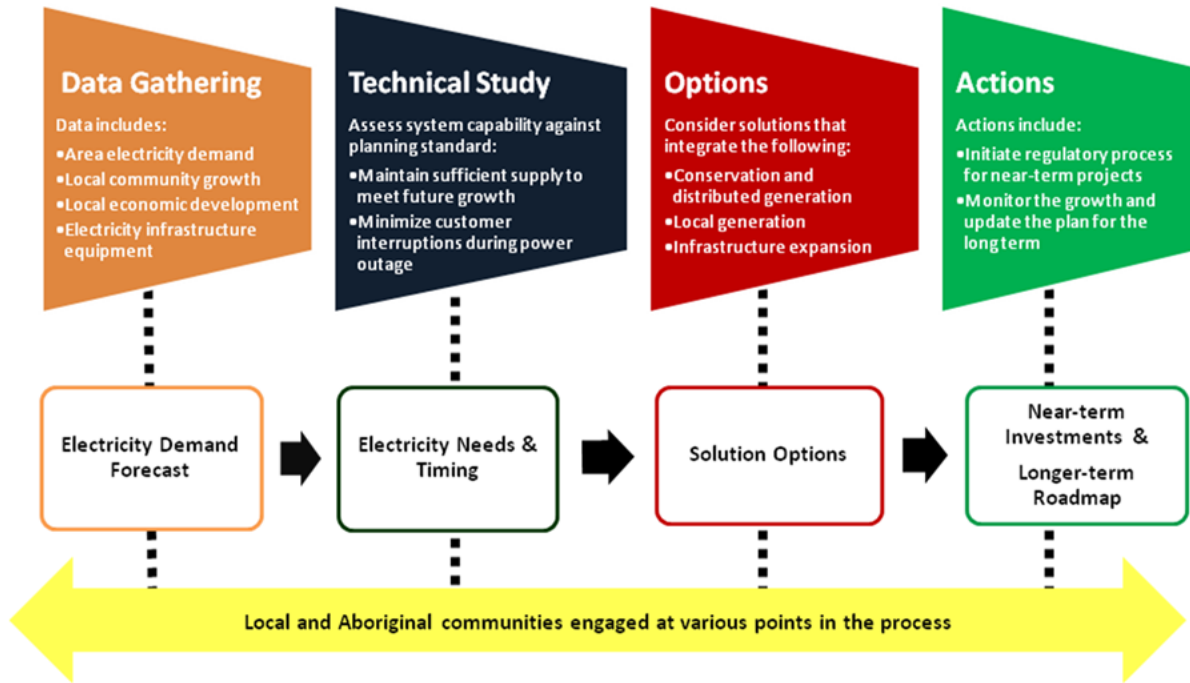 Data Gathering
Data includes:
•Area electricity demand
•Local community growth
•Local economic development
•Electricity infrastructure
equipment
Technical Study
Assess system capability against
planning standard:
•Maintain sufficient supply to
meet future growth
•Minimize customer
interruptions during power
outage
Options
Consider solutions that
integrate the following:
•Conservation and
distributed generation
•Local generation
•Infrastructure expansion
Actions
Actions include:
•Initiate regulatory process
for near-term projects
•Monitor the growth and
update the plan for the
long term
Electricity Demand
Forecast
Electricity Needs &
Timing
Solution Options
Near-term
Investments &
Longer-term
Roadmap
Local and Aboriginal communities engaged at various points in the process